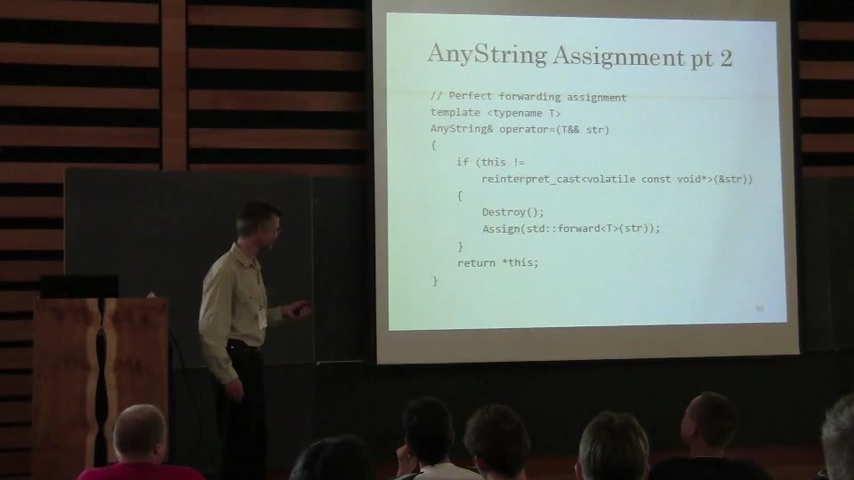 AnyString Assignment pt 2
// Perfect forwarding assignment
template <typename T>
AnyString& operator=(T&& str)
{
if (this !=
reinterpret_cast<volatile const void*>(&str))
{
Destroy();
Assign(std::forward<T>(str));
}
return *this;
}